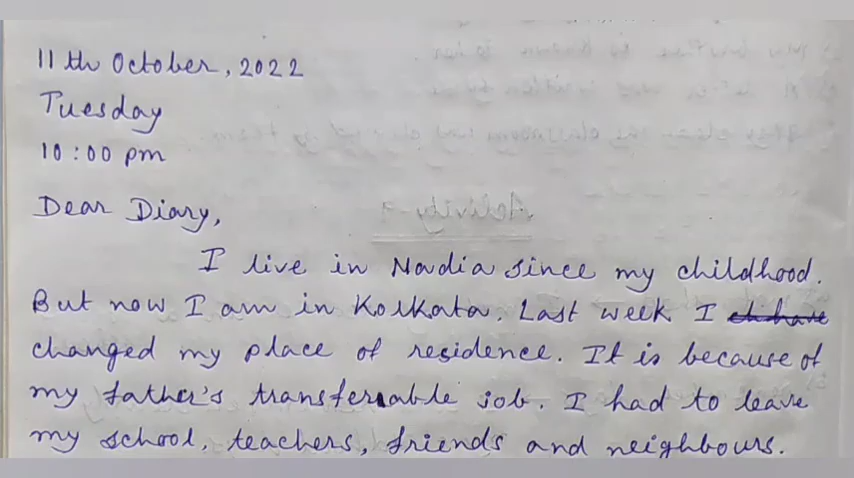 11th October, 2022
Tuesday
10:00 pm
Dear Diary,
I live in Nadia since my childhood.
But now I am in Kolkata. Last week I
changed my place of residence. It is because of
my father's transferable job. I had to leave
my school, teachers, friends and neighbours.